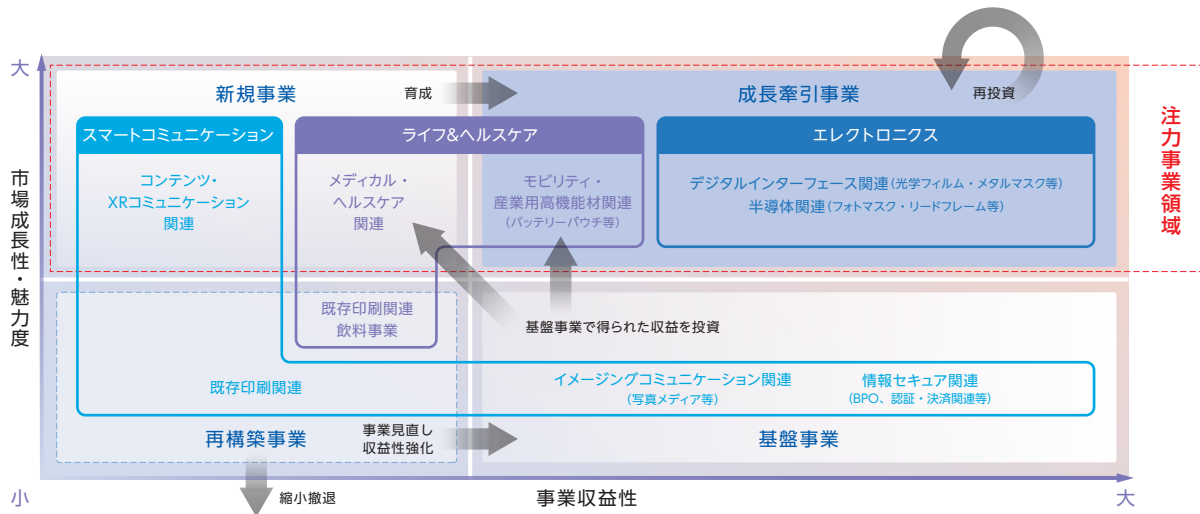 大
新規事業
育成
成長牽引事業
再投資
注力事業領域
スマートコミュニケーション
ライフ&ヘルスケア
エレクトロニクス
コンテンツ・
XRコミュニケーション
関連
メディカル・
ヘルスケア
関連
モビリティ・
産業用高機能材関連
(バッテリーパウチ等)
デジタルインターフェース関連(光学フィルム・メタルマスク等)
半導体関連(フォトマスク・リードフレーム等)
市場成長性・魅力度
既存印刷関連
飲料事業
基盤事業で得られた収益を投資
既存印刷関連
イメージングコミュニケーション関連
(写真メディア等)
情報セキュア関連
(BPO、認証・決済関連等)
再構築事業
事業見直し
収益性強化
基盤事業
小
縮小撤退
事業収益性
大